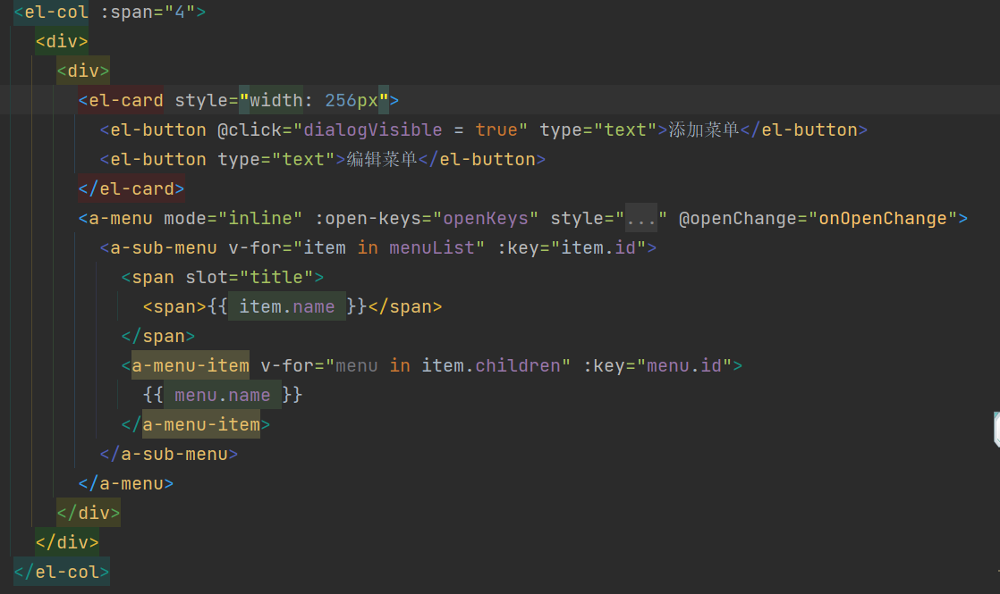 <el-col :span="4">
<div>
<div>
<el-card style="width: 256px">
<el-button @click="dialogVisible = true" type="text">添加菜单</el-button>
<el-button type="text">编辑菜单</el-button>
</el-card>
<a-menu mode="inline" :open-keys="openKeys" style="..." @openChange="onOpenChange">
<a-sub-menu v-for="item in menuList" :key="item.id">
<span slot="title">
<span>{{ item.name }}</span>
</span>
<a-menu-item v-for="menu in item.children" :key="menu.id">
{{ menu.name }}
</a-menu-item>
</a-sub-menu>
</a-menu>
</div>
</div>
</el-col>